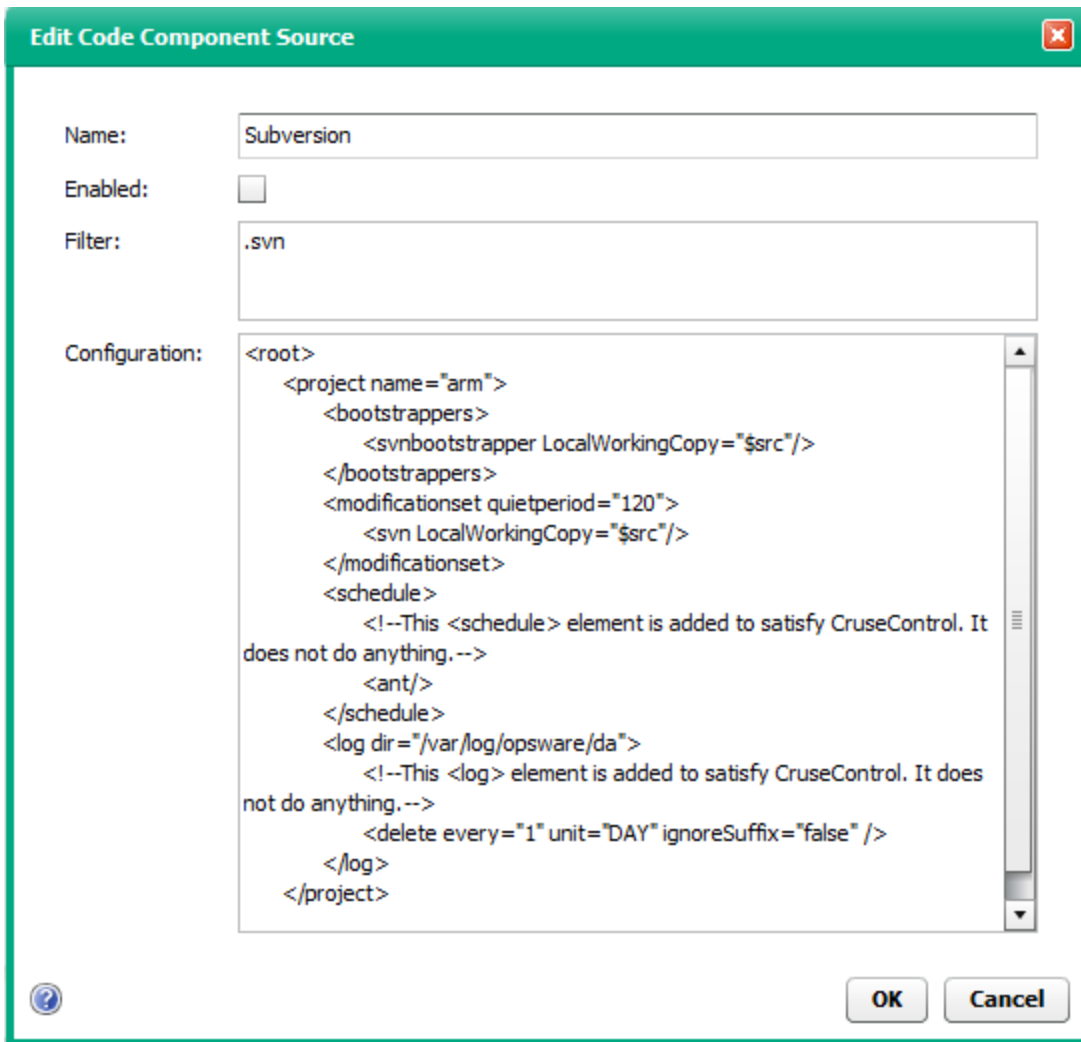 Edit Code Component Source
Name:
Subversion
Enabled:
Filter:
.svn
Configuration:
<root>
<project name="arm">
<bootstrappers>
<svnbootstrapper LocalWorkingCopy="$src"/>
</bootstrappers>
<modificationset quietperiod="120">
<svn LocalWorkingCopy="$src"/>
</modificationset>
<schedule>
<!--This <schedule> element is added to satisfy CruseControl. It
does not do anything.-->
<ant/>
</schedule>
<log dir="/var/log/opsware/da">
<!--This <log> element is added to satisfy CruseControl. It does
not do anything.-->
<delete every="1" unit="DAY" ignoreSuffix="false" />
</log>
</project>
?
OK
Cancel